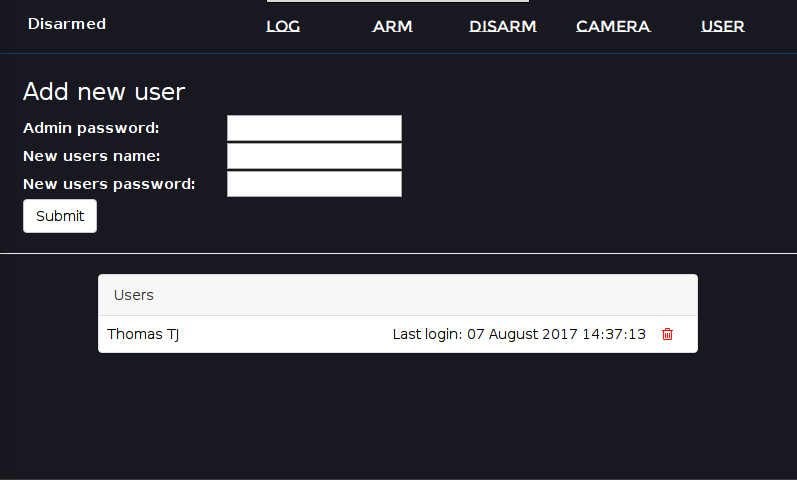 Disarmed LOG ARM DISARM CAMERA USER
Add new user
Admin password:
New users name:
New users password:
Submit
Users
Thomas TJ Last login: 07 August 2017 14:37:13